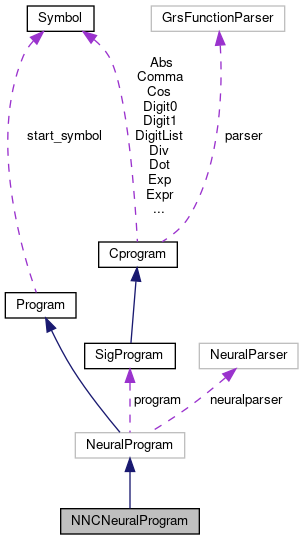 Symbol
GrsFunctionParser
Abs
Comma
Cos
Digit0
Digit1
DigitList
Div
Dot
Exp
Expr
...
start_symbol
parser
Cprogram
Program
SigProgram
NeuralParser
program
neuralparser
NeuralProgram
NNCNeuralProgram